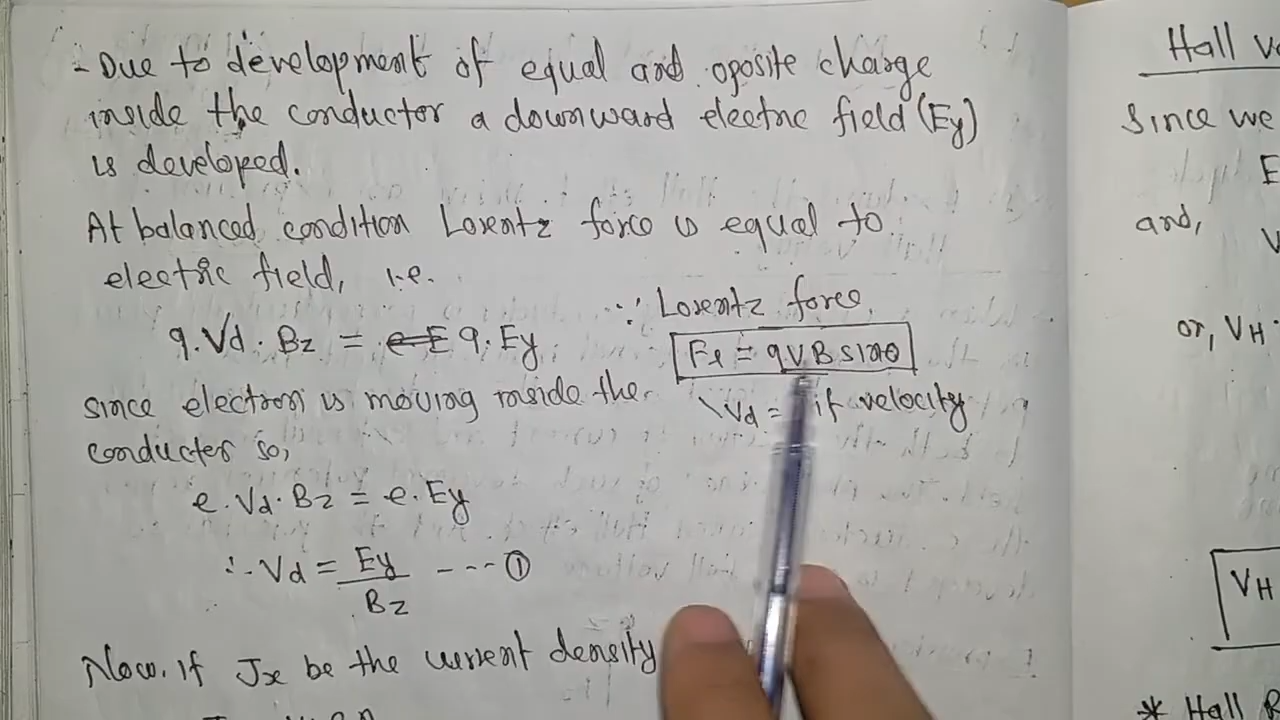 - Due to development of equal and oposite charge
inside the conductor a downward electric field (Ey)
is developed.
At balanced condition Lorentz force is equal to
electric field, i.e.
∵ Lorentz force
q.Vd.Bz = q.Ey
Fl = qVB sinθ
since electron is moving inside the
Vd = if velocity
conductor so,
e.Vd.Bz = e.Ey
∴ Vd = Ey/Bz ---①
Now. If Jx be the current density
Hall
Since we
E
and,
V
or, VH
VH
* Hall